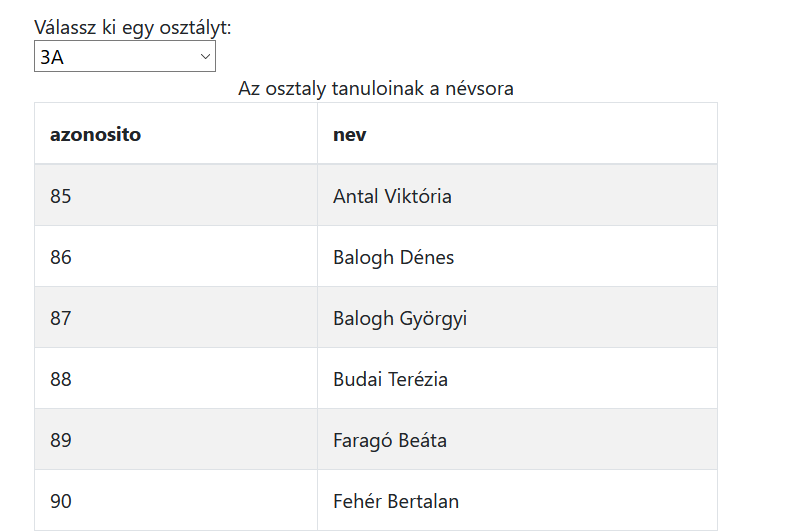 Válassz ki egy osztályt:
3A
Az osztaly tanuloinak a névsora
azonosito nev
85 Antal Viktória
86 Balogh Dénes
87 Balogh Györgyi
88 Budai Terézia
89 Faragó Beáta
90 Fehér Bertalan